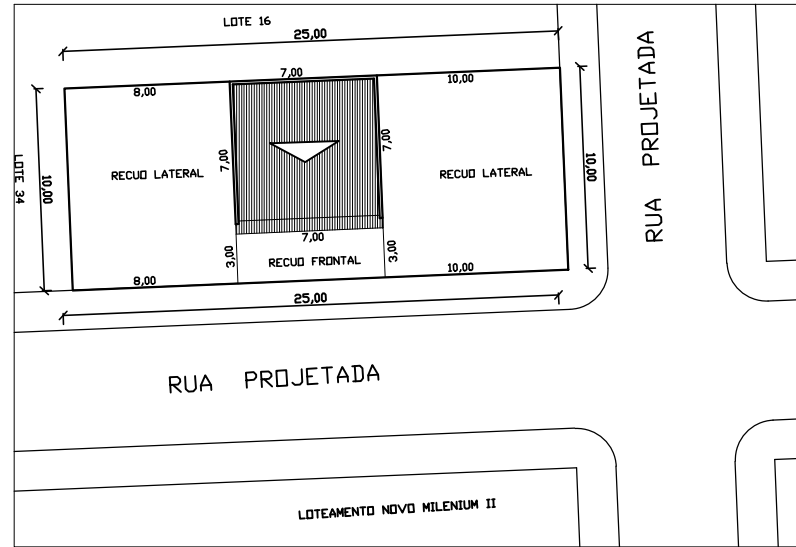 LOTE 16
25,00
8,00
7,00
10,00
RUA PROJETADA
LOTE 34
10,00
RECUO LATERAL
7,00
7,00
RECUO LATERAL
10,00
7,00
3,00
RECUO FRONTAL
3,00
8,00
10,00
25,00
RUA PROJETADA
LOTEAMENTO NOVO MILENIUM II